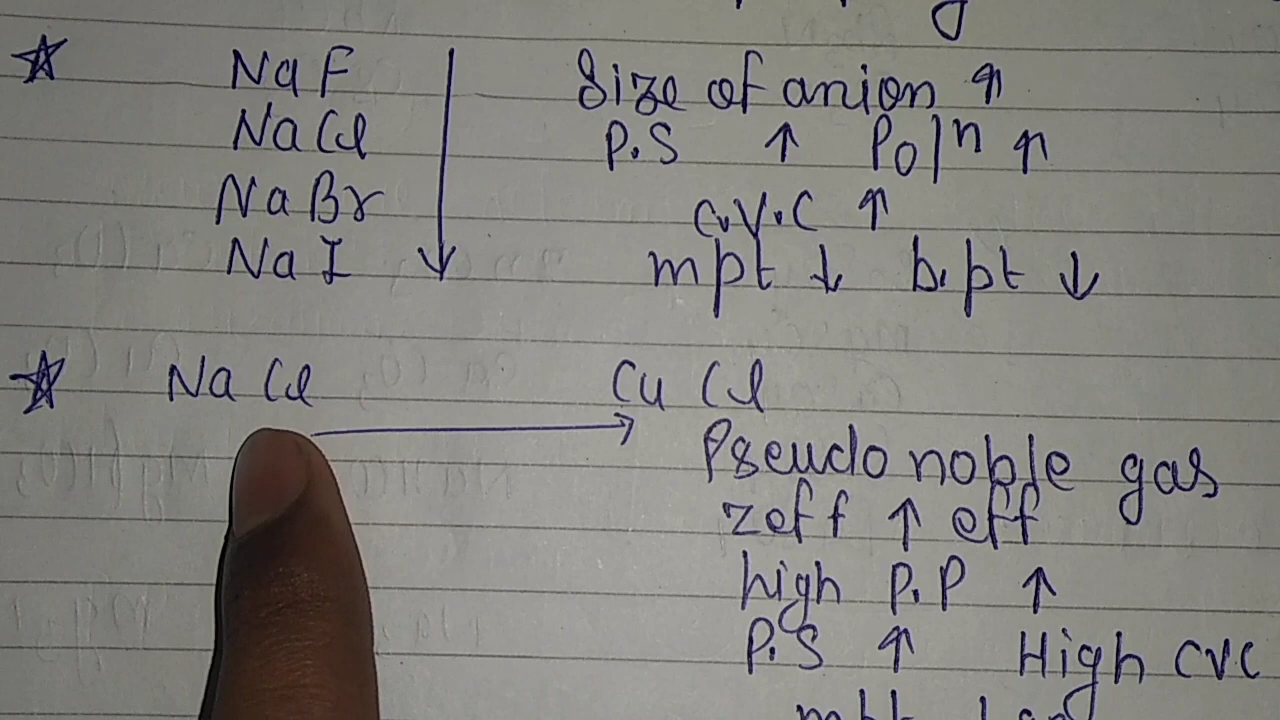 ☆ NaF Size of anion ↑
NaCl P.S ↑ Pol^n ↑
NaBr C.V.C ↑
NaI mpt ↓ b.pt ↓
☆ NaCl → CuCl
Pseudo noble gas
Zeff ↑ eff
high P.P ↑
P.S ↑ High CVC